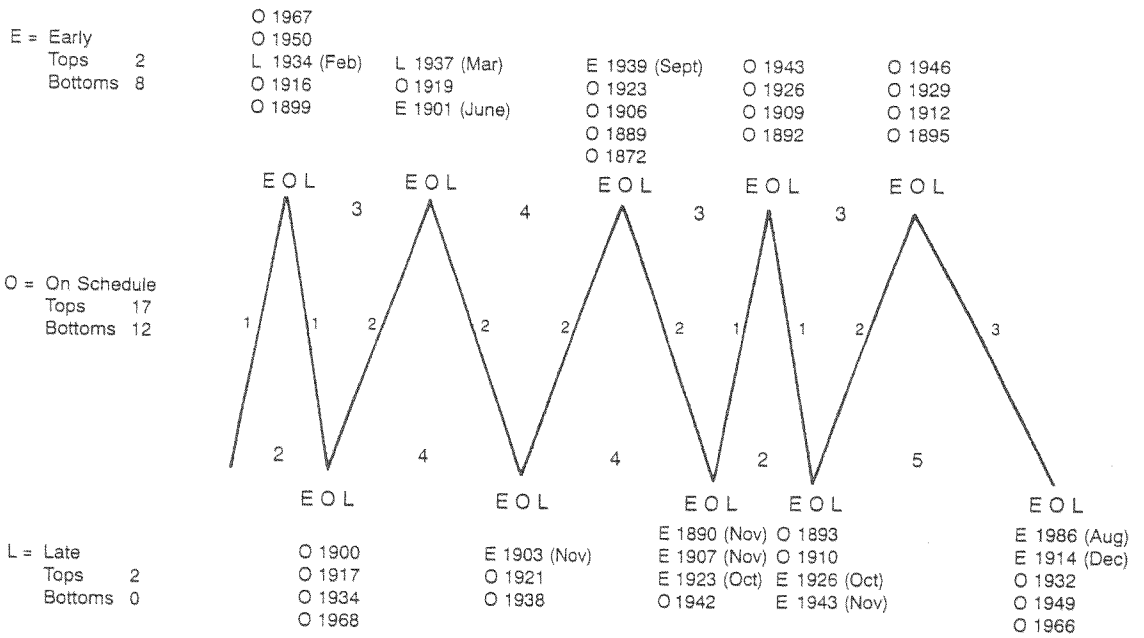 E = Early
Tops 2
Bottoms 8
O 1967
O 1950
L 1934 (Feb)
O 1916
O 1899
L 1937 (Mar)
O 1919
E 1901 (June)
E 1939 (Sept)
O 1923
O 1906
O 1889
O 1872
O 1943
O 1926
O 1909
O 1892
O 1946
O 1929
O 1912
O 1895
E O L
E O L
E O L
E O L
E O L
3
4
3
3
O = On Schedule
Tops 17
Bottoms 12
1
1
2
2
2
2
1
1
2
3
2
4
4
2
5
E O L
E O L
E O L
E O L
E O L
L = Late
Tops 2
Bottoms 0
O 1900
O 1917
O 1934
O 1968
E 1903 (Nov)
O 1921
O 1938
E 1890 (Nov)
E 1907 (Nov)
E 1923 (Oct)
O 1942
O 1893
O 1910
E 1926 (Oct)
E 1943 (Nov)
E 1986 (Aug)
E 1914 (Dec)
O 1932
O 1949
O 1966